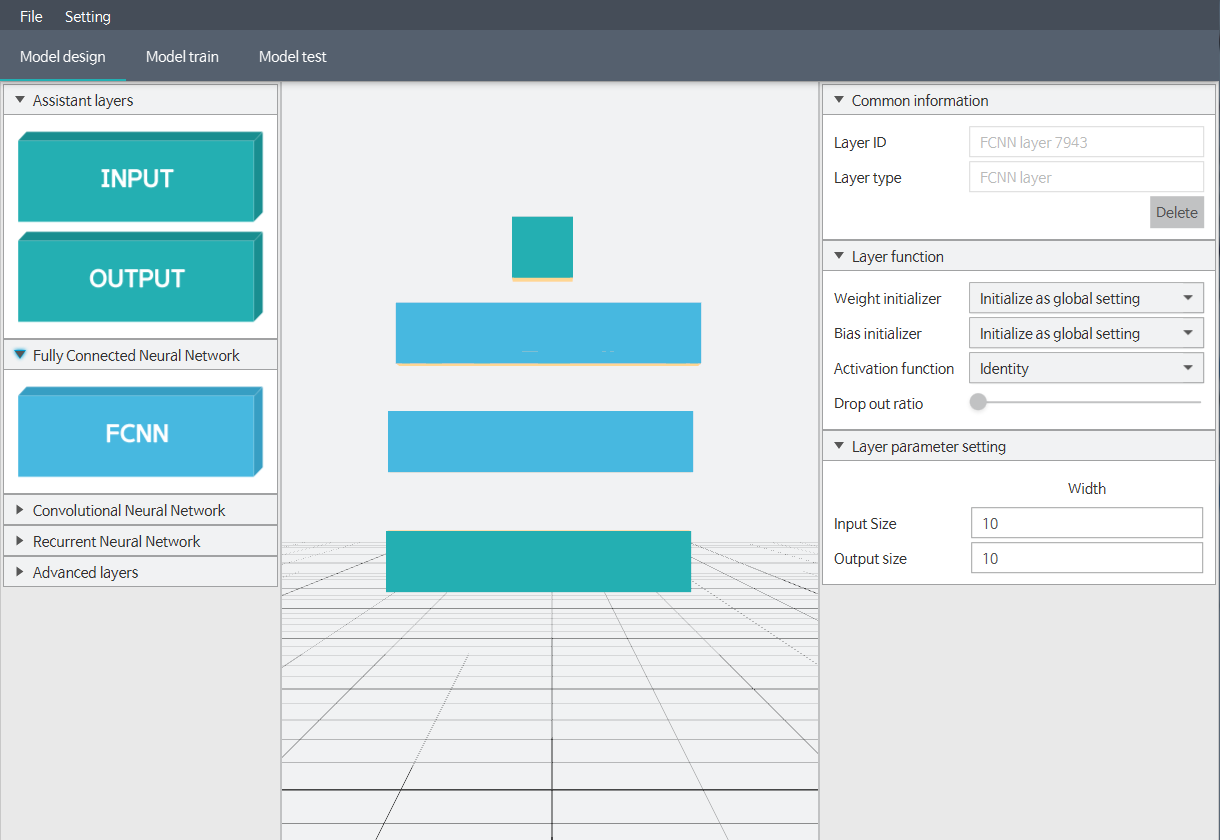 File Setting
Model design Model train Model test
Assistant layers
INPUT
OUTPUT
Fully Connected Neural Network
FCNN
Convolutional Neural Network
Recurrent Neural Network
Advanced layers
Common information
Layer ID FCNN layer 7943
Layer type FCNN layer
Delete
Layer function
Weight initializer Initialize as global setting
Bias initializer Initialize as global setting
Activation function Identity
Drop out ratio
Layer parameter setting
Width
Input Size 10
Output size 10